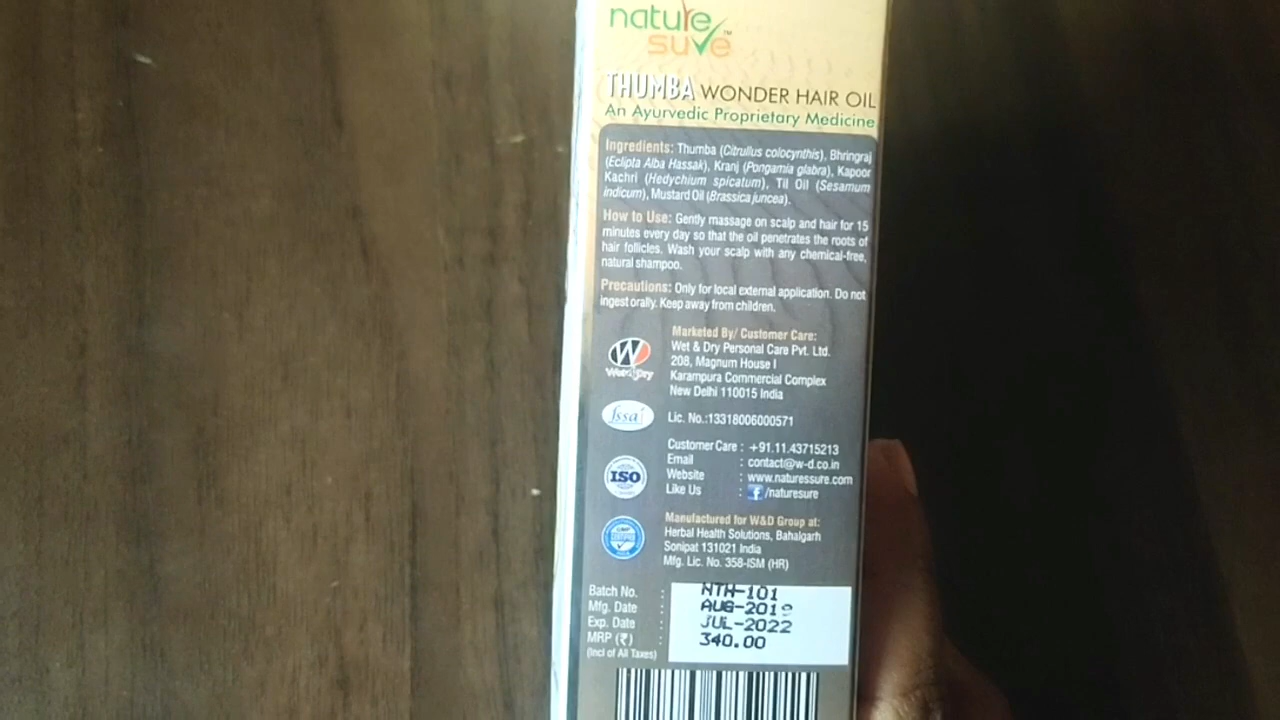 nature
sure™
THUMBA WONDER HAIR OIL
An Ayurvedic Proprietary Medicine
Ingredients: Thumba (Citrullus colocynthis), Bhringraj
(Eclipta Alba Hassak), Kranj (Pongamia glabra), Kapoor
Kachri (Hedychium spicatum), Til Oil (Sesamum
indicum), Mustard Oil (Brassica juncea).
How to Use: Gently massage on scalp and hair for 15
minutes every day so that the oil penetrates the roots of
hair follicles. Wash your scalp with any chemical-free,
natural shampoo.
Precautions: Only for local external application. Do not
ingest orally. Keep away from children.
Marketed By/ Customer Care:
Wet & Dry Personal Care Pvt. Ltd.
208, Magnum House I
Karampura Commercial Complex
New Delhi 110015 India
W
Wet&Dry
fssai
Lic. No.:13318006000571
Customer Care : +91.11.43715213
Email : contact@w-d.co.in
Website : www.naturessure.com
Like Us : f /naturesure
ISO
Manufactured for W&D Group at:
Herbal Health Solutions, Bahalgarh
Sonipat 131021 India
Mfg. Lic. No. 358-ISM (HR)
GMP
CERTIFIED
Batch No. : NTH-101
Mfg. Date : AUG-2019
Exp. Date : JUL-2022
MRP (₹) : 340.00
(Incl of All Taxes)